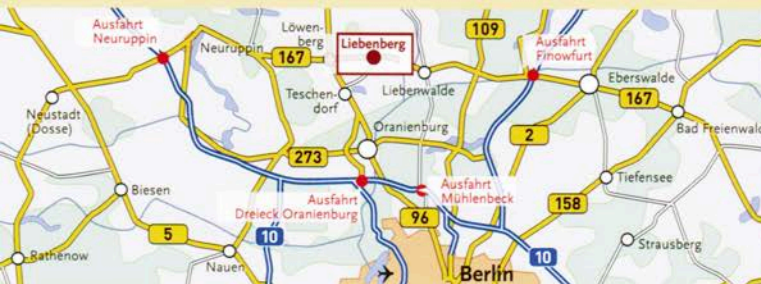 Ausfahrt
Neuruppin
Löwen-
berg
109
Ausfahrt
Finowfurt
Neuruppin
167
Liebenberg
Neustadt
(Dosse)
Teschen-
dorf
Liebenwalde
Eberswalde
167
Oranienburg
Bad Freienwald
273
2
Biesen
Ausfahrt
Dreieck Oranienburg
Ausfahrt
Mühlenbeck
Tiefensee
96
158
5
10
Rathenow
Nauen
Strausberg
10
Berlin